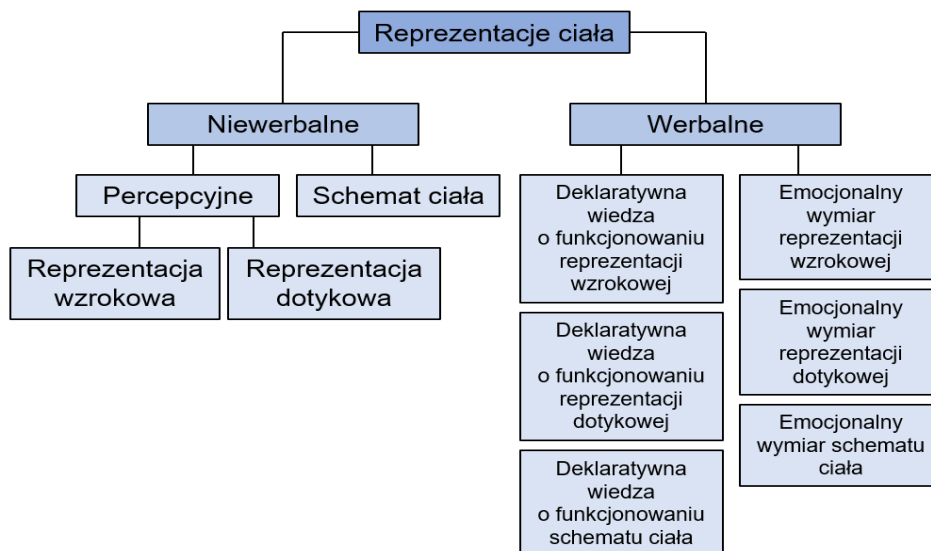 Reprezentacje ciała
Niewerbalne
Werbalne
Percepcyjne
Schemat ciała
Reprezentacja
wzrokowa
Reprezentacja
dotykowa
Deklaratywna
wiedza
o funkcjonowaniu
reprezentacji
wzrokowej
Deklaratywna
wiedza
o funkcjonowaniu
reprezentacji
dotykowej
Deklaratywna
wiedza
o funkcjonowaniu
schematu ciała
Emocjonalny
wymiar
reprezentacji
wzrokowej
Emocjonalny
wymiar
reprezentacji
dotykowej
Emocjonalny
wymiar schematu
ciała